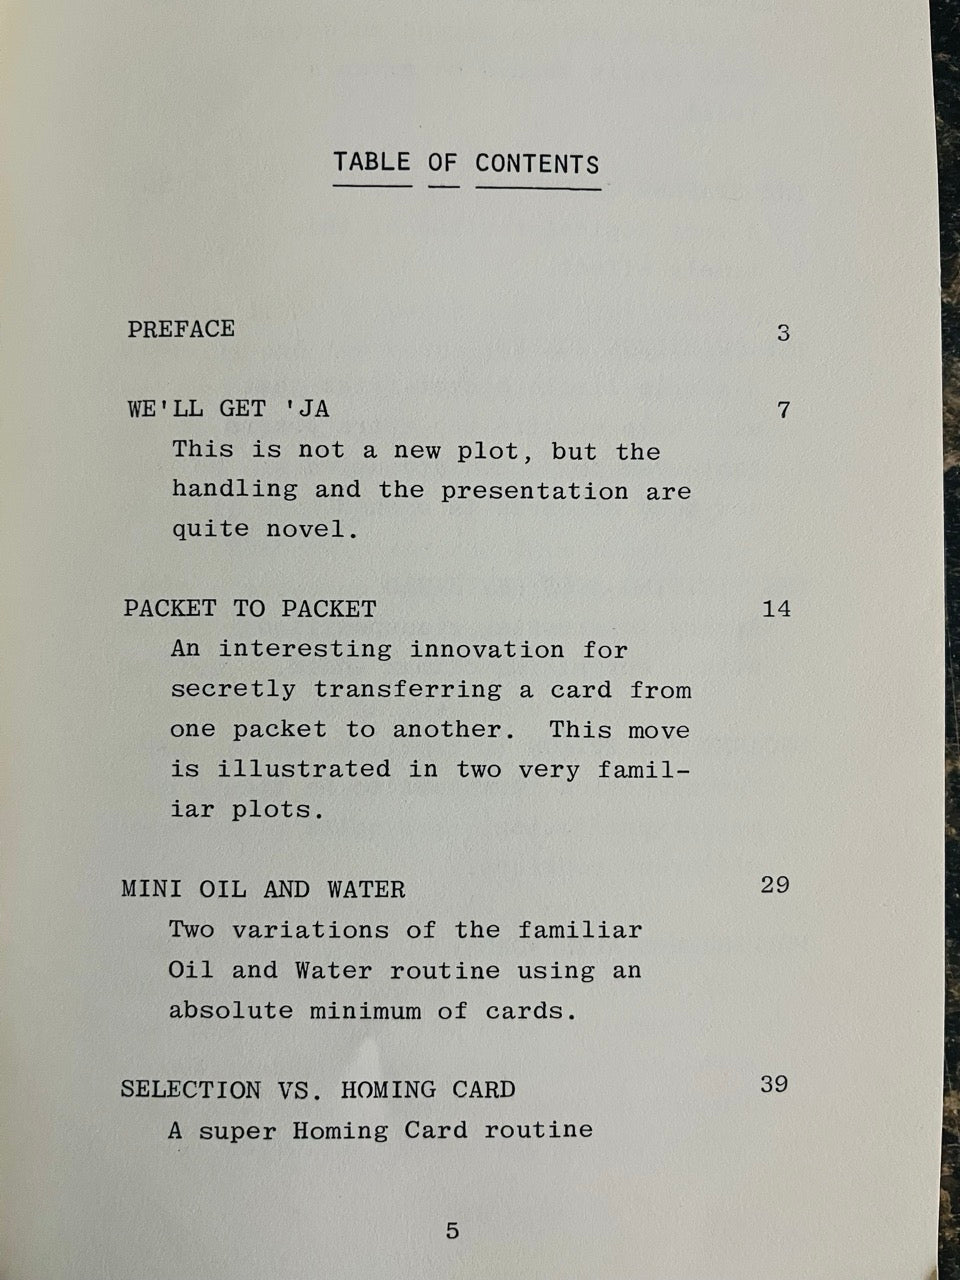 TABLE OF CONTENTS
PREFACE 3
WE'LL GET 'JA 7
This is not a new plot, but the
handling and the presentation are
quite novel.
PACKET TO PACKET 14
An interesting innovation for
secretly transferring a card from
one packet to another. This move
is illustrated in two very famil-
iar plots.
MINI OIL AND WATER 29
Two variations of the familiar
Oil and Water routine using an
absolute minimum of cards.
SELECTION VS. HOMING CARD 39
A super Homing Card routine
5